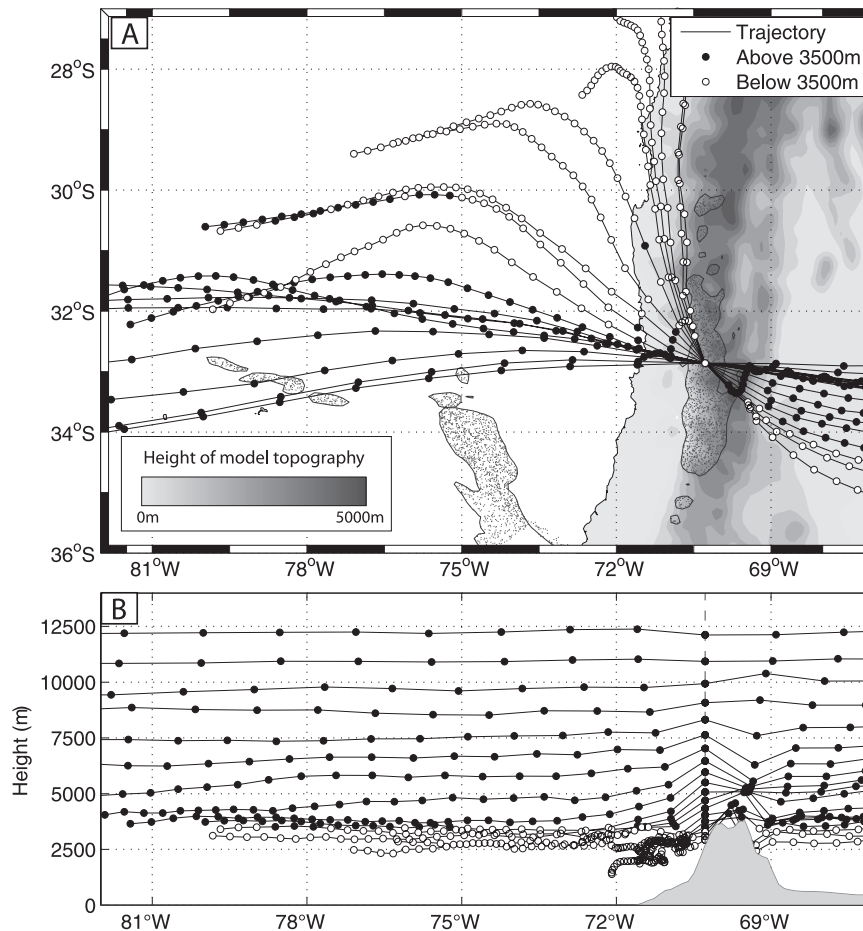 A
Trajectory
Above 3500m
Below 3500m
28°S
30°S
32°S
34°S
36°S
Height of model topography
0m 5000m
81°W 78°W 75°W 72°W 69°W
B
12500
10000
7500
5000
2500
0
Height (m)
81°W 78°W 75°W 72°W 69°W